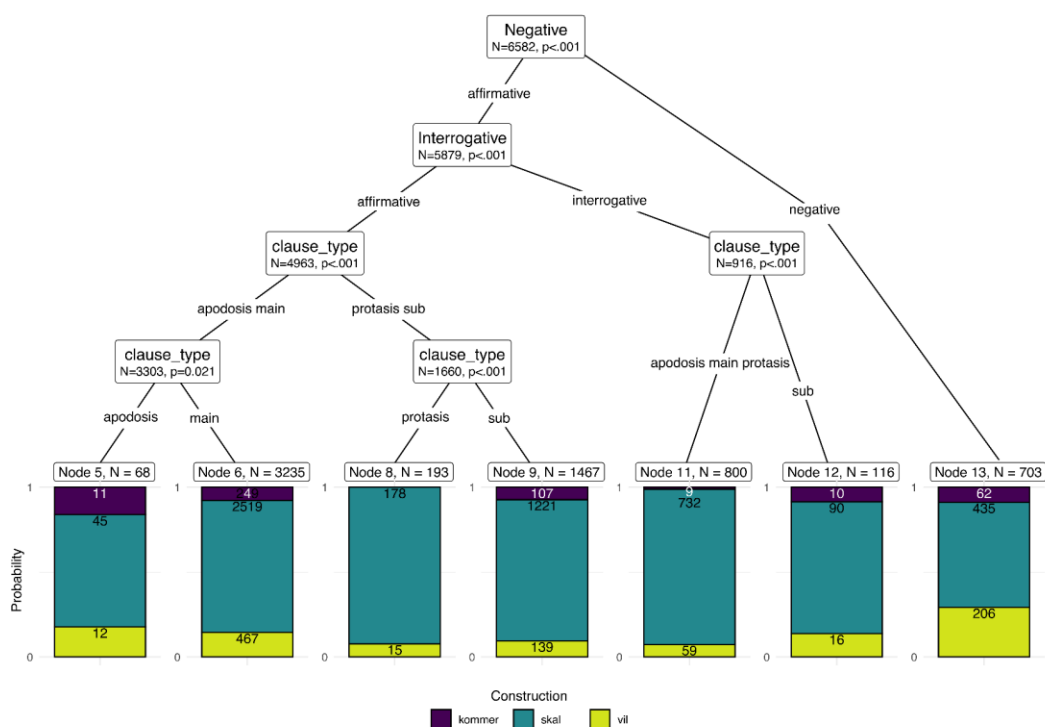 Negative
N=6582, p<.001
affirmative
Interrogative
N=5879, p<.001
affirmative
interrogative
negative
clause_type
N=4963, p<.001
clause_type
N=916, p<.001
apodosis main
protasis sub
clause_type
N=3303, p=0.021
clause_type
N=1660, p<.001
apodosis main protasis
sub
apodosis
main
protasis
sub
Node 5, N = 68
Node 6, N = 3235
Node 8, N = 193
Node 9, N = 1467
Node 11, N = 800
Node 12, N = 116
Node 13, N = 703
1 1 1 1 1 1 1
11 178 107 9 10 62
45 2519 1221 732 90 435
Probability
12 467 15 139 59 16 206
0 0 0 0 0 0 0
Construction
kommer skal vil